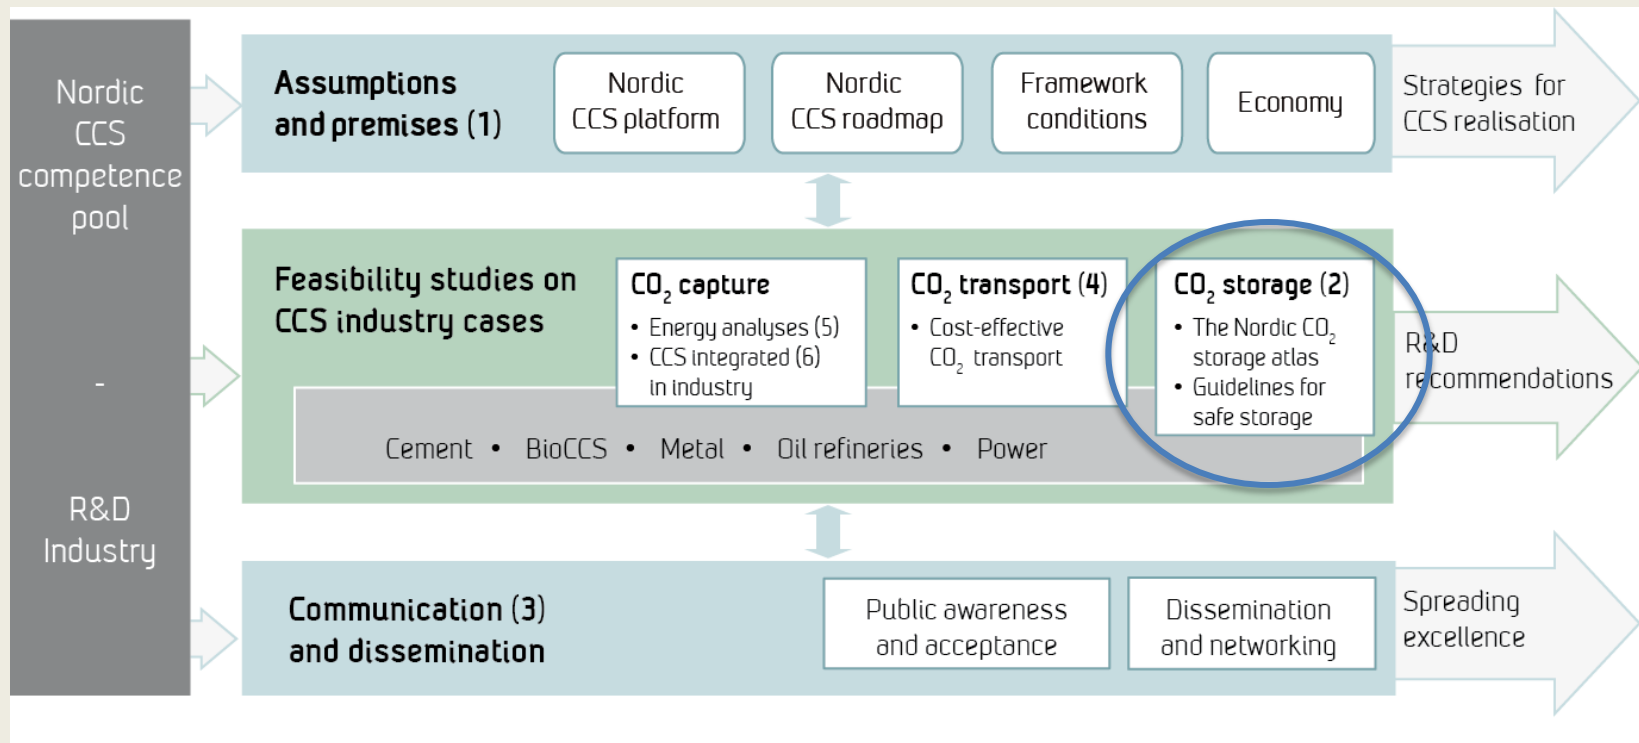 Nordic
CCS
competence
pool
-
R&D
Industry
Assumptions
and premises (1)
Nordic
CCS platform
Nordic
CCS roadmap
Framework
conditions
Economy
Strategies for
CCS realisation
Feasibility studies on
CCS industry cases
CO₂ capture
• Energy analyses (5)
• CCS integrated (6)
in industry
CO₂ transport (4)
• Cost-effective
CO₂ transport
CO₂ storage (2)
• The Nordic CO₂
storage atlas
• Guidelines for
safe storage
Cement • BioCCS • Metal • Oil refineries • Power
R&D
recommendations
Communication (3)
and dissemination
Public awareness
and acceptance
Dissemination
and networking
Spreading
excellence